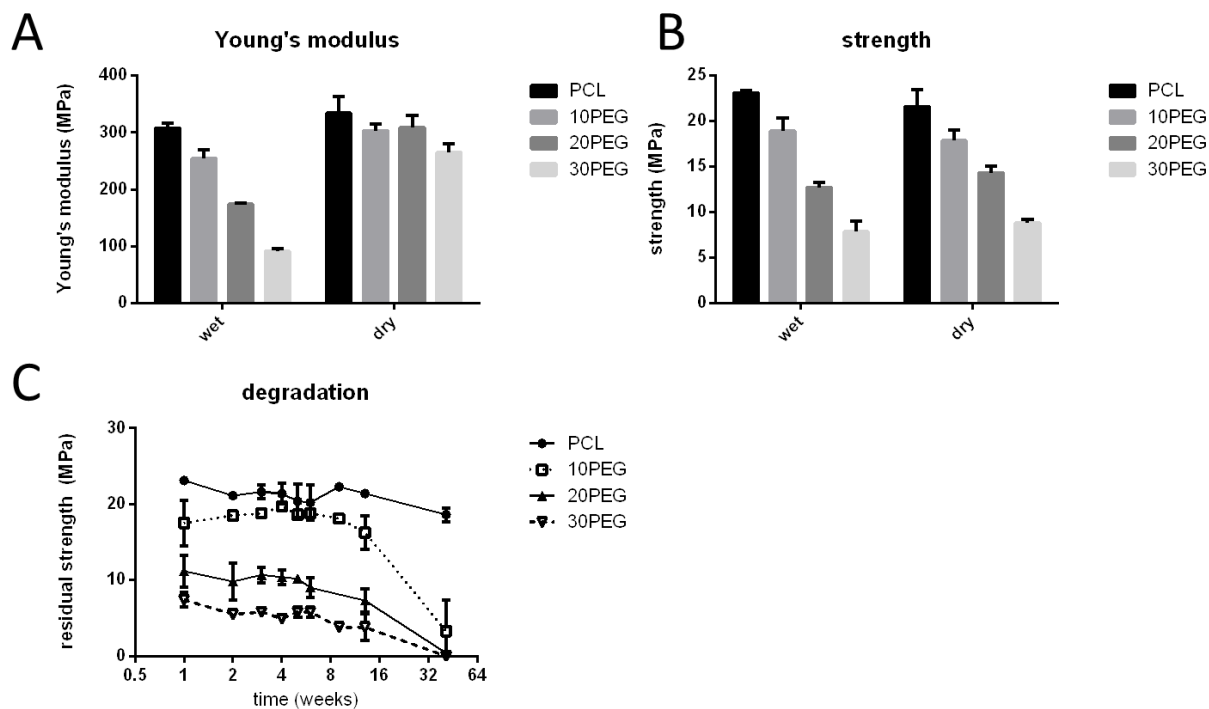 A
Young's modulus
Young's modulus (MPa)
400
300
200
100
0
wet
dry
PCL
10PEG
20PEG
30PEG
B
strength
strength (MPa)
25
20
15
10
5
0
wet
dry
PCL
10PEG
20PEG
30PEG
C
degradation
residual strength (MPa)
30
20
10
0
0.5 1 2 4 8 16 32 64
time (weeks)
PCL
10PEG
20PEG
30PEG